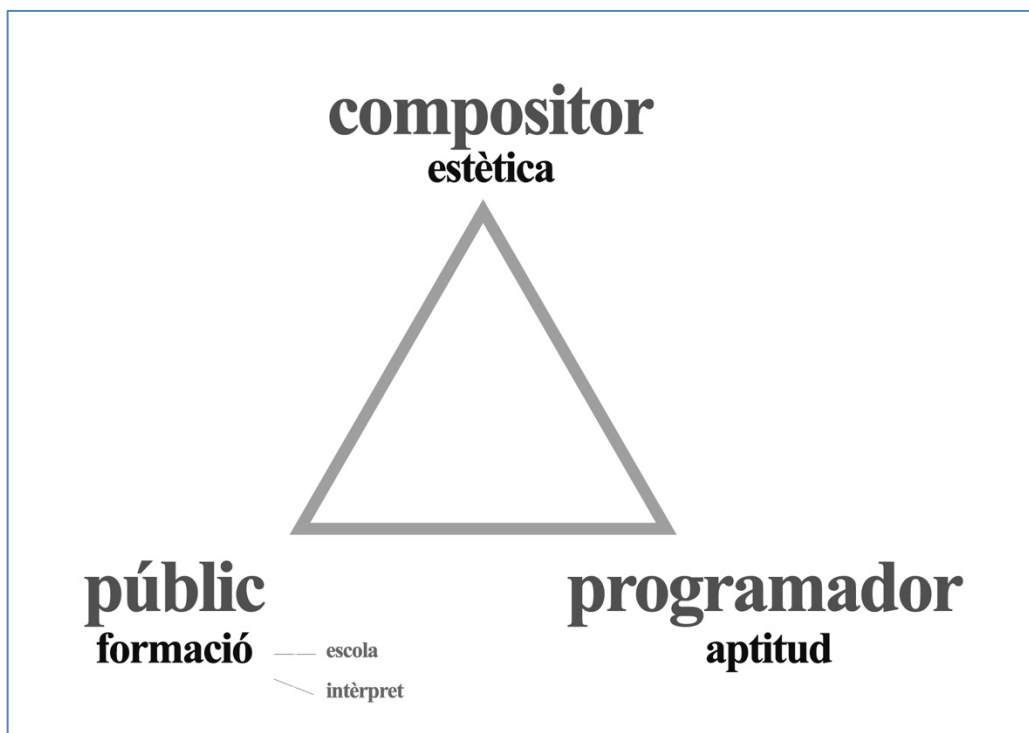 compositor
estètica
públic programador
formació aptitud
escola
intèrpret